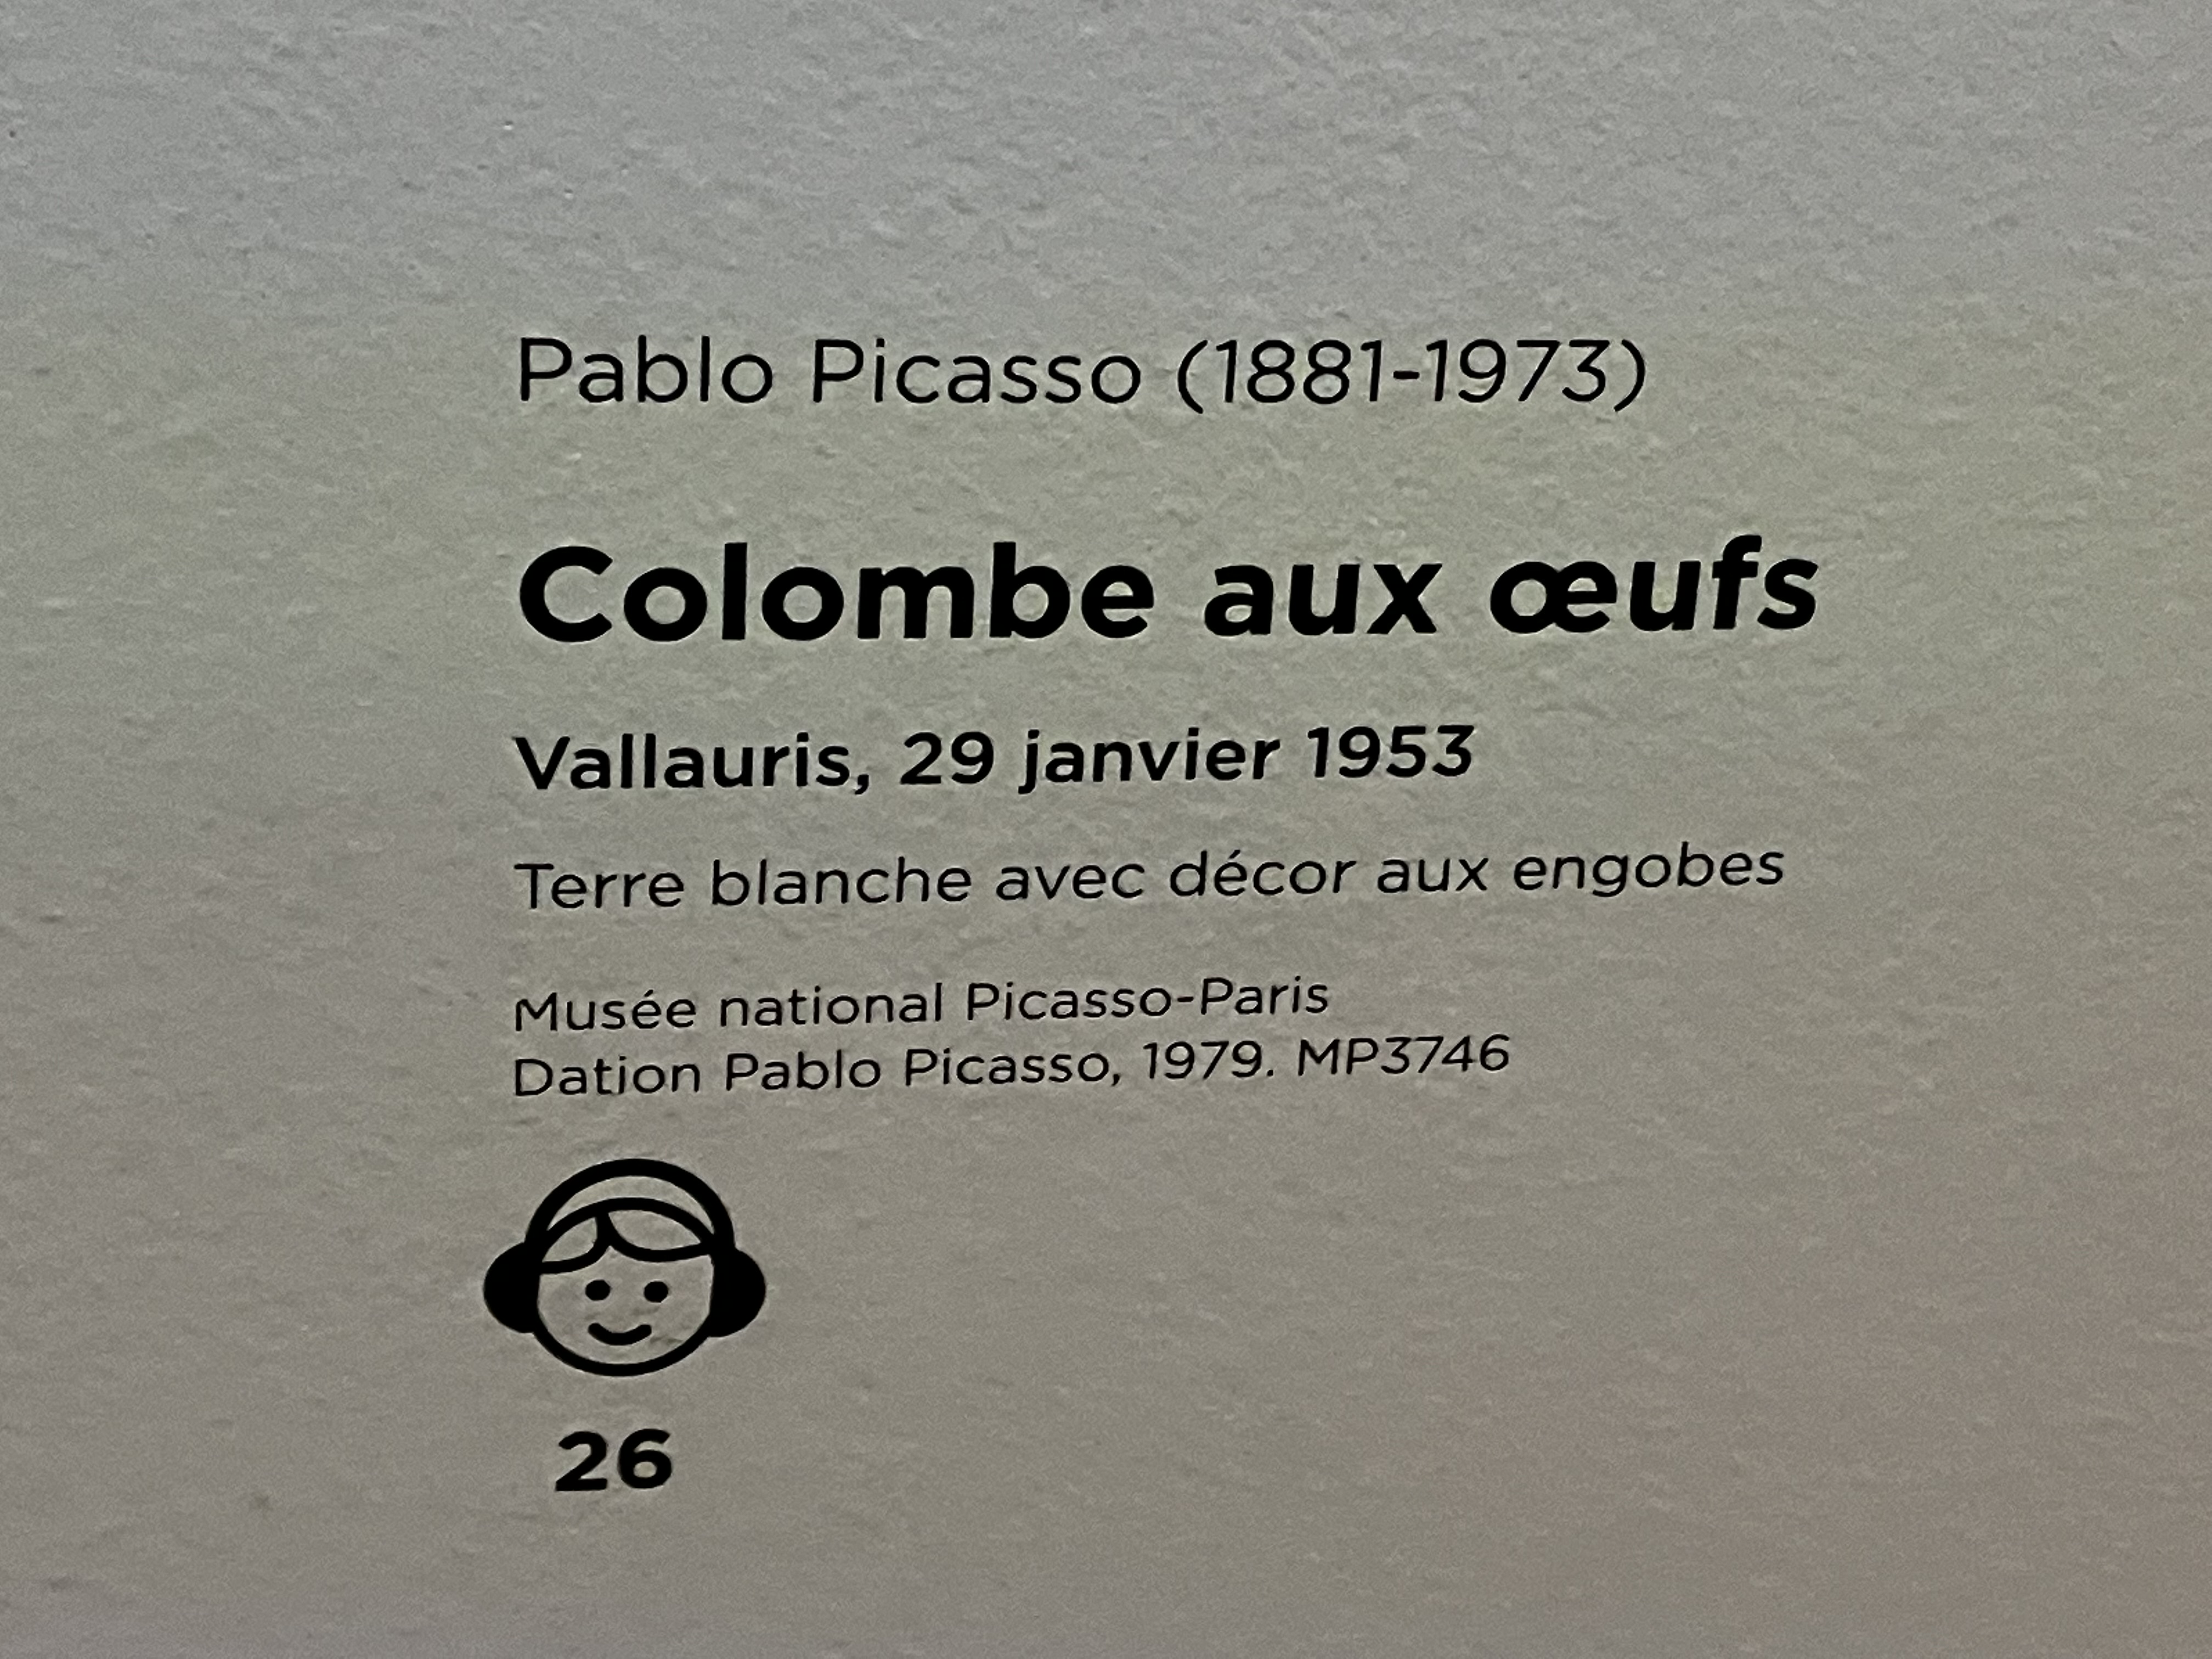 Pablo Picasso (1881-1973)
Colombe aux œufs
Vallauris, 29 janvier 1953
Terre blanche avec décor aux engobes
Musée national Picasso-Paris
Dation Pablo Picasso, 1979. MP3746
26